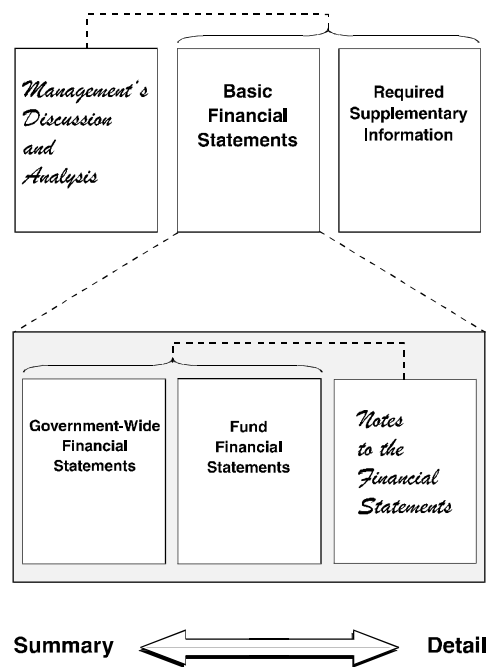 Management's
Discussion
and
Analysis
Basic
Financial
Statements
Required
Supplementary
Information
Government-Wide
Financial
Statements
Fund
Financial
Statements
Notes
to the
Financial
Statements
Summary
Detail